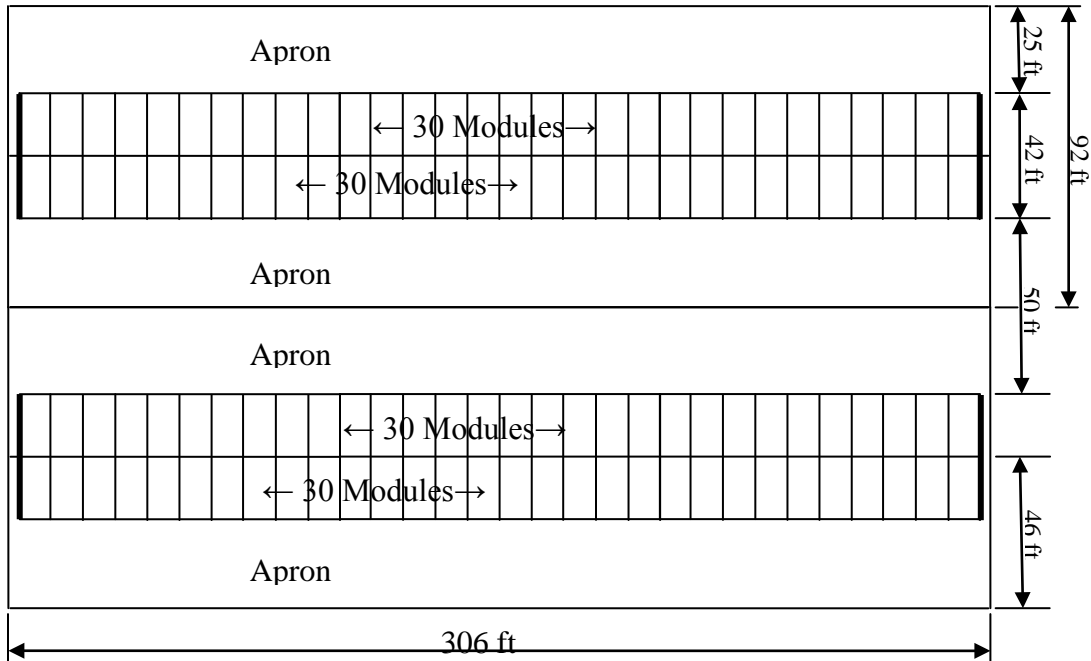 Apron
25 ft
← 30 Modules→
42 ft
92 ft
← 30 Modules→
Apron
50 ft
Apron
← 30 Modules→
← 30 Modules→
46 ft
Apron
306 ft